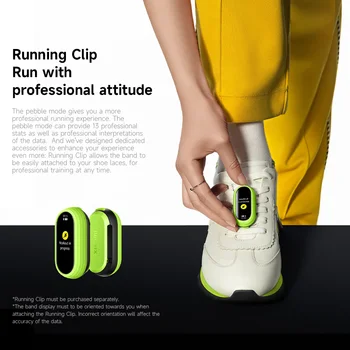 Running Clip
Run with
professional attitude
The pebble mode gives you a more
professional running experience. The
pebble mode can provide 13 professional
stats as well as professional interpretations
of the data. And we've designed dedicated
accessories to enhance your experience
even more: Running Clip allows the band to
be easily attached to your shoe laces, for
professional training at any time.
*Running Clip must be purchased separately.
*The band display must be oriented towards you when
attaching the Running Clip. Incorrect orientation will affect the
accuracy of the data.